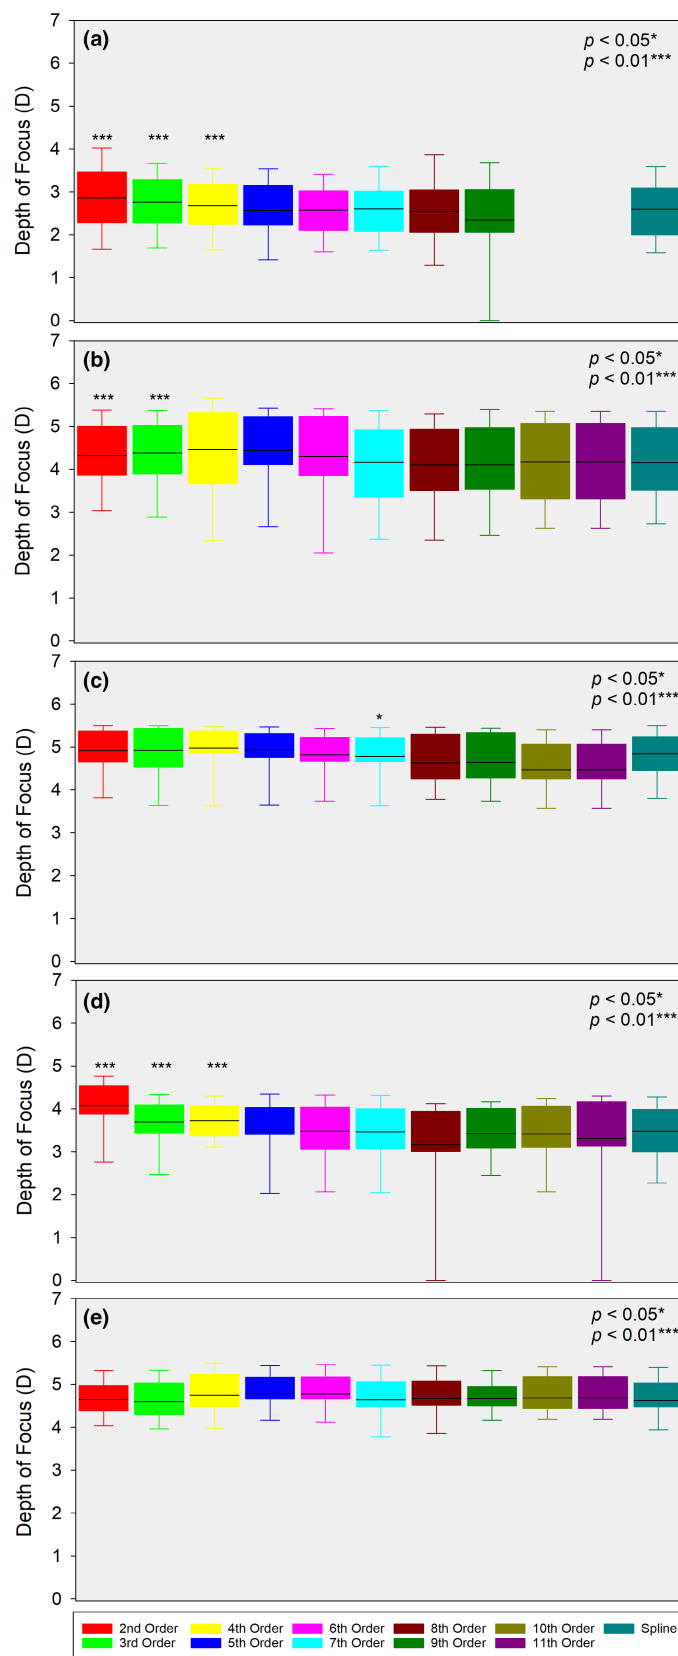 (a)
p < 0.05*
p < 0.01***
Depth of Focus (D)
7
6
5
4
3
2
1
0
*** *** ***
(b)
p < 0.05*
p < 0.01***
Depth of Focus (D)
7
6
5
4
3
2
1
0
*** ***
(c)
p < 0.05*
p < 0.01***
Depth of Focus (D)
7
6
5
4
3
2
1
0
*
(d)
p < 0.05*
p < 0.01***
Depth of Focus (D)
7
6
5
4
3
2
1
0
*** *** ***
(e)
p < 0.05*
p < 0.01***
Depth of Focus (D)
7
6
5
4
3
2
1
0
2nd Order 4th Order 6th Order 8th Order 10th Order Spline
3rd Order 5th Order 7th Order 9th Order 11th Order